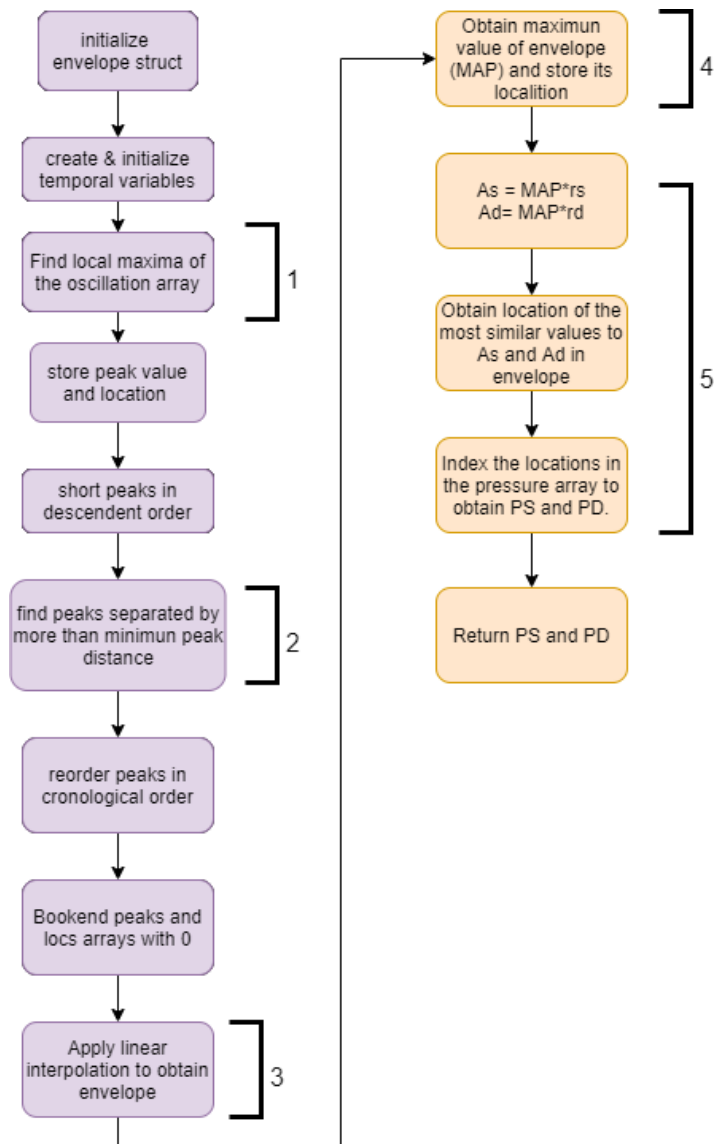 initialize
envelope struct
create & initialize
temporal variables
Find local maxima of
the oscillation array
1
store peak value
and location
short peaks in
descendent order
find peaks separated by
more than minimun peak
distance
2
reorder peaks in
cronological order
Bookend peaks and
locs arrays with 0
Apply linear
interpolation to obtain
envelope
3
Obtain maximun
value of envelope
(MAP) and store its
localition
4
As = MAP*rs
Ad= MAP*rd
Obtain location of the
most similar values to
As and Ad in
envelope
5
Index the locations in
the pressure array to
obtain PS and PD.
Return PS and PD